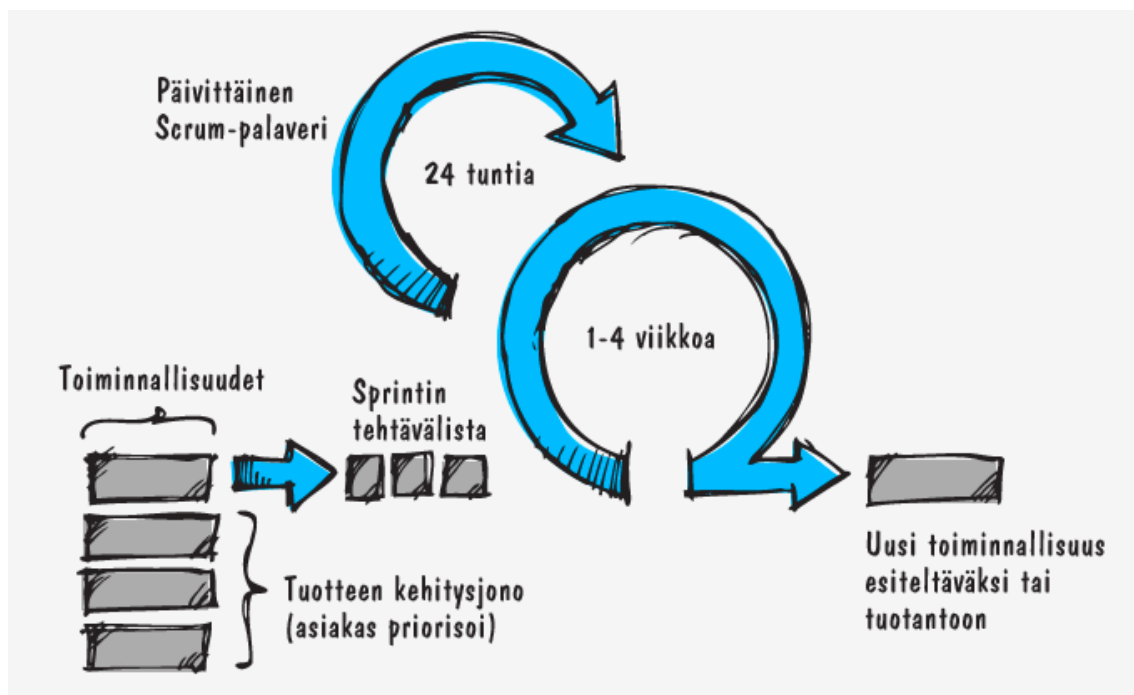 Päivittäinen
Scrum-palaveri
24 tuntia
1-4 viikkoa
Toiminnallisuudet
Sprintin
tehtävälista
Tuotteen kehitysjono
(asiakas priorisoi)
Uusi toiminnallisuus
esiteltäväksi tai
tuotantoon